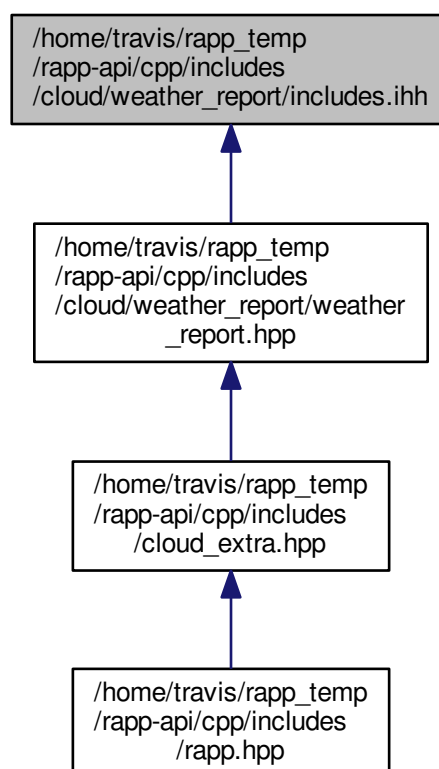 /home/travis/rapp_temp
/rapp-api/cpp/includes
/cloud/weather_report/includes.ihh
/home/travis/rapp_temp
/rapp-api/cpp/includes
/cloud/weather_report/weather
_report.hpp
/home/travis/rapp_temp
/rapp-api/cpp/includes
/cloud_extra.hpp
/home/travis/rapp_temp
/rapp-api/cpp/includes
/rapp.hpp